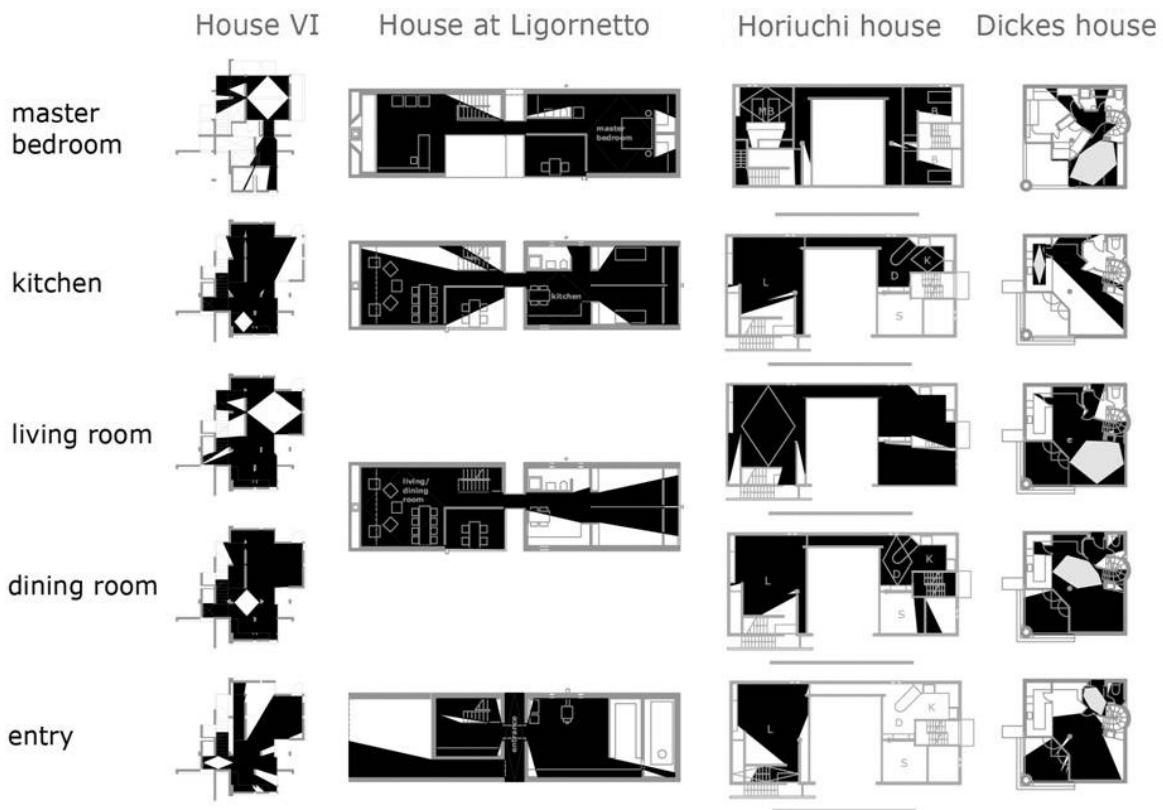 House VI House at Ligornetto Horiuchi house Dickes house
master
bedroom
master
bedroom
MB
B
B
kitchen
kitchen
L
D
K
S
living room
living/
dining
room
dining room
L
D
K
S
entry
entrance
L
D
K
S